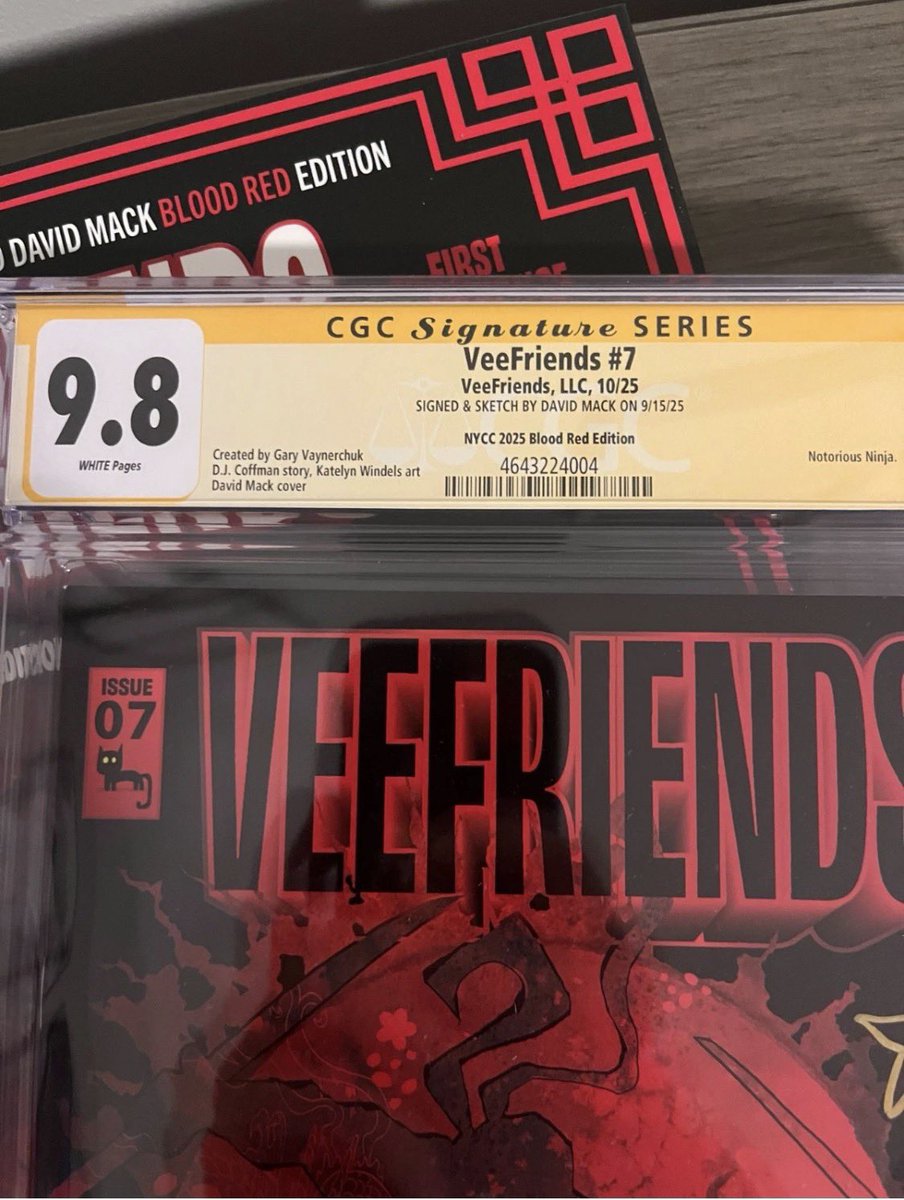 DAVID MACK BLOOD RED EDITION
FIRST
CGC Signature SERIES
9.8
WHITE Pages
VeeFriends #7
VeeFriends, LLC, 10/25
SIGNED & SKETCH BY DAVID MACK ON 9/15/25
NYCC 2025 Blood Red Edition
4643224004
Created by Gary Vaynerchuk
D.J. Coffman story, Katelyn Windels art
David Mack cover
Notorious Ninja.
CGC
ISSUE
07
VEEFRIENDS